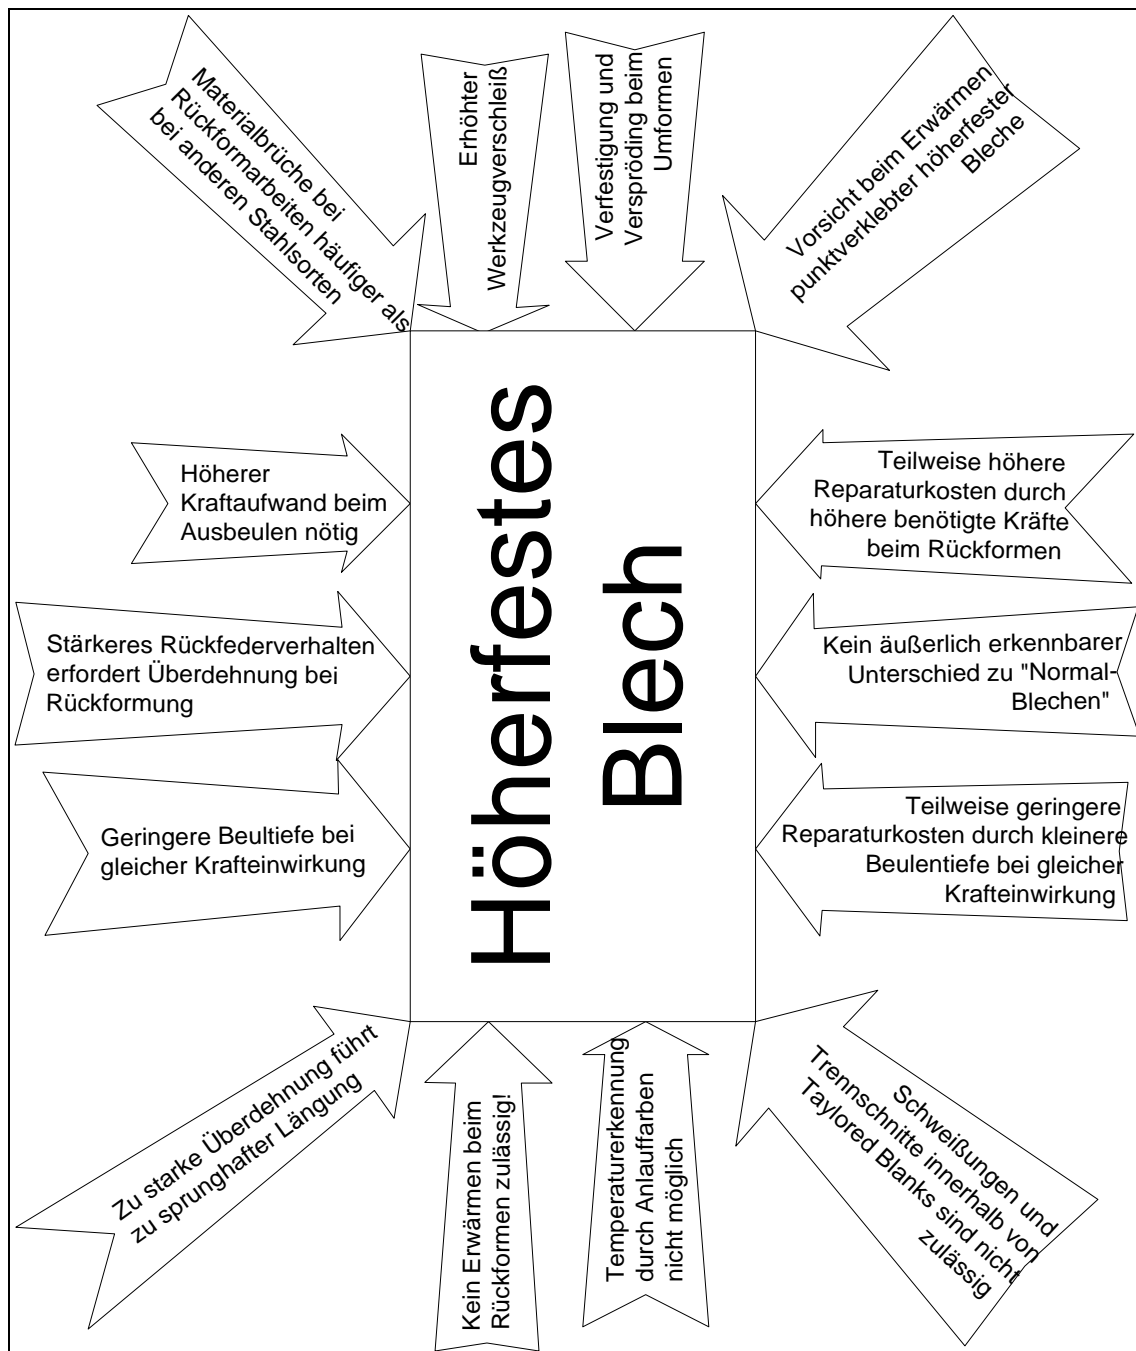 Materialbrüche bei
Rückformarbeiten häufiger als
bei anderen Stahlsorten
Erhöhter
Werkzeugverschleiß
Verfestigung und
Verspröding beim
Umformen
Vorsicht beim Erwärmen
punktverklebter höherfester
Bleche
Höherer
Kraftaufwand beim
Ausbeulen nötig
Stärkeres Rückfederverhalten
erfordert Überdehnung bei
Rückformung
Geringere Beultiefe bei
gleicher Krafteinwirkung
Höherfestes
Blech
Teilweise höhere
Reparaturkosten durch
höhere benötigte Kräfte
beim Rückformen
Kein äußerlich erkennbarer
Unterschied zu "Normal-
Blechen"
Teilweise geringere
Reparaturkosten durch kleinere
Beulentiefe bei gleicher
Krafteinwirkung
Zu starke Überdehnung führt
zu sprunghafter Längung
Kein Erwärmen beim
Rückformen zulässig!
Temperaturerkennung
durch Anlauffarben
nicht möglich
Schweißungen und
Trennschnitte innerhalb von
Taylored Blanks sind nicht
zulässig